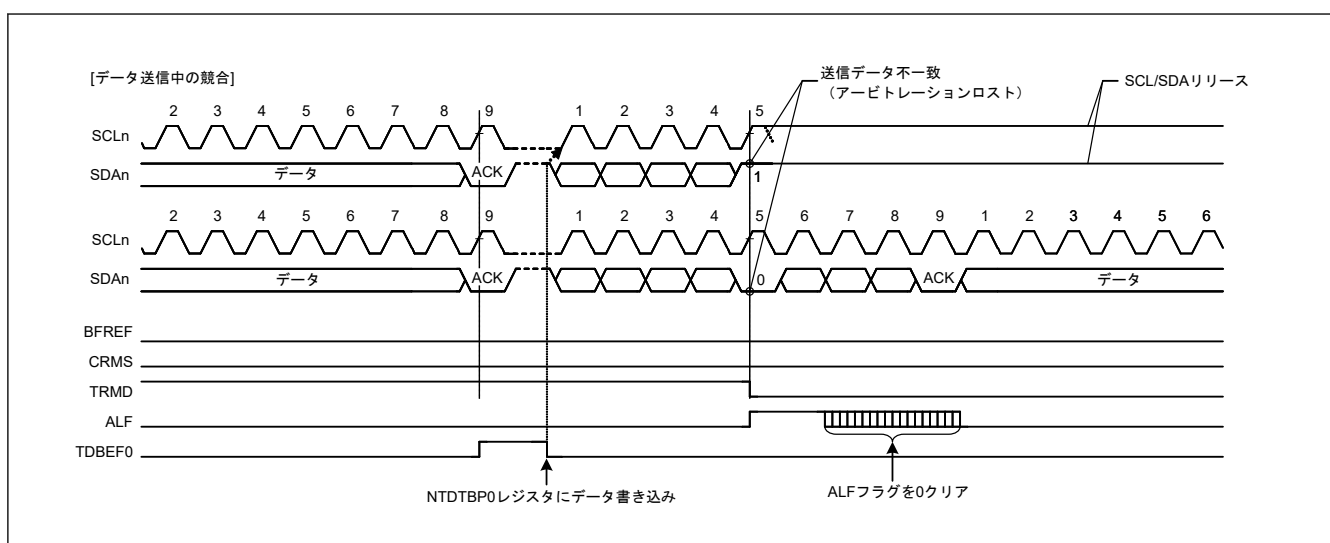 [データ送信中の競合]
送信データ不一致
(アービトレーションロスト)
SCL/SDAリリース
2 3 4 5 6 7 8 9 1 2 3 4 5
SCLn
SDAn データ ACK 1
2 3 4 5 6 7 8 9 1 2 3 4 5 6 7 8 9 1 2 3 4 5 6
SCLn
SDAn データ ACK 0 ACK データ
BFREF
CRMS
TRMD
ALF
TDBEF0
NTDTBP0レジスタにデータ書き込み
ALFフラグを0クリア